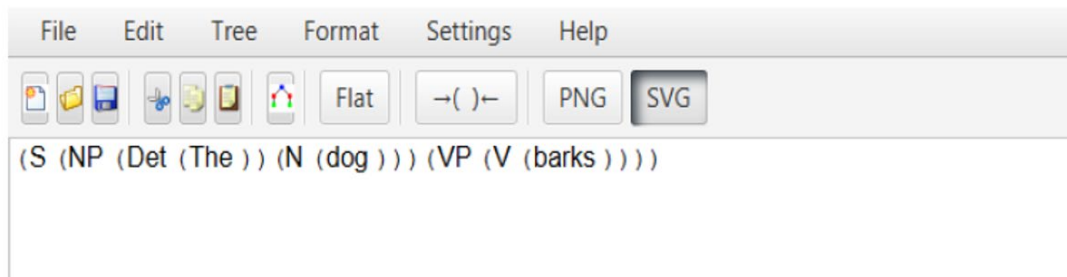 File Edit Tree Format Settings Help
Flat →( )← PNG SVG
(S (NP (Det (The )) (N (dog ))) (VP (V (barks ))))